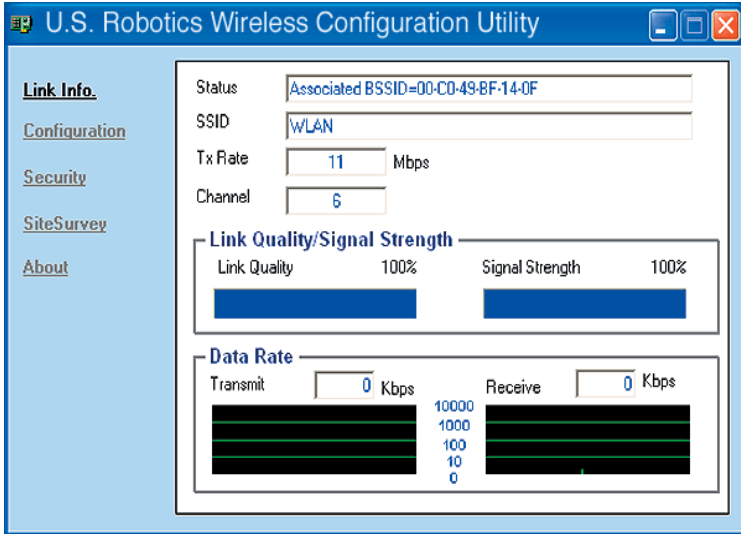 U.S. Robotics Wireless Configuration Utility
Link Info.
Configuration
Security
SiteSurvey
About
Status Associated BSSID=00-C0-49-BF-14-0F
SSID WLAN
Tx Rate 11 Mbps
Channel 6
Link Quality/Signal Strength
Link Quality 100% Signal Strength 100%
Data Rate
Transmit 0 Kbps Receive 0 Kbps
10000
1000
100
10
0